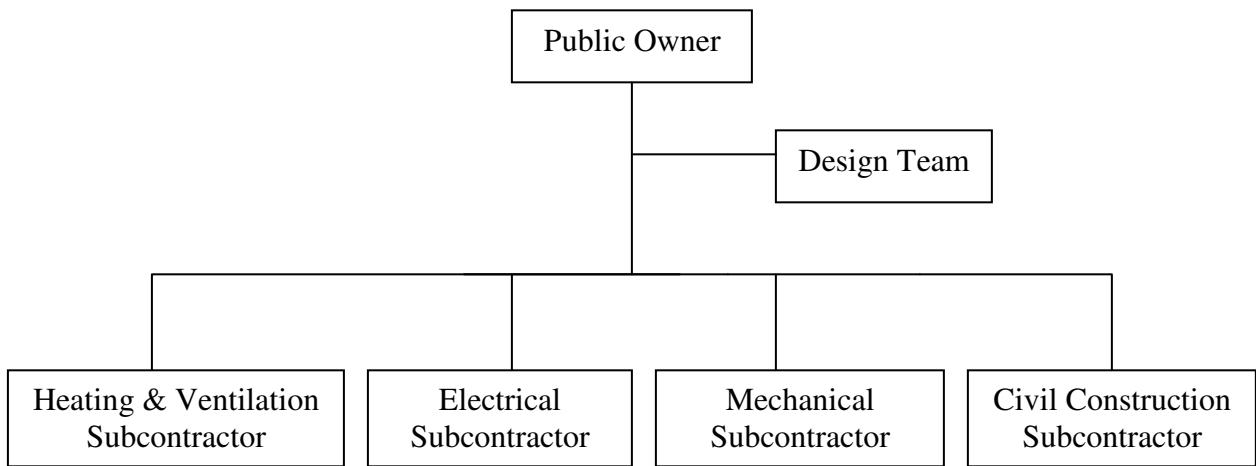 Public Owner
Design Team
Heating & Ventilation
Subcontractor
Electrical
Subcontractor
Mechanical
Subcontractor
Civil Construction
Subcontractor